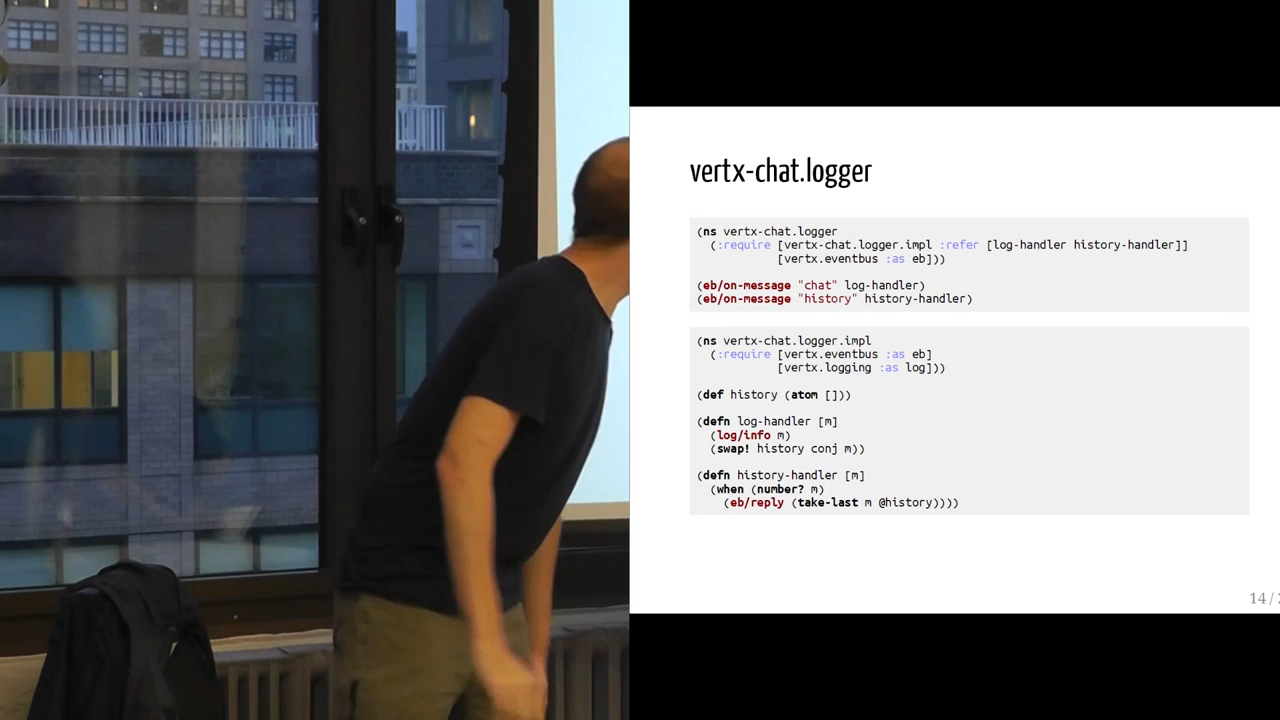 vertx-chat.logger
(ns vertx-chat.logger
  (:require [vertx-chat.logger.impl :refer [log-handler history-handler]]
            [vertx.eventbus :as eb]))
(eb/on-message "chat" log-handler)
(eb/on-message "history" history-handler)
(ns vertx-chat.logger.impl
  (:require [vertx.eventbus :as eb]
            [vertx.logging :as log]))
(def history (atom []))
(defn log-handler [m]
  (log/info m)
  (swap! history conj m))
(defn history-handler [m]
  (when (number? m)
    (eb/reply (take-last m @history))))
14 /